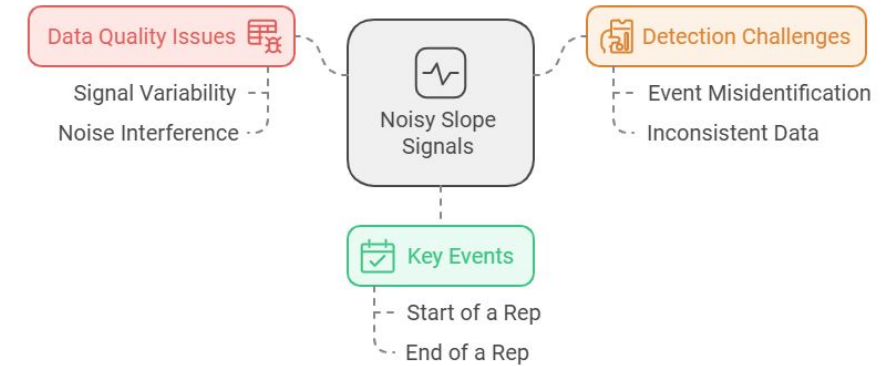 Data Quality Issues
Signal Variability
Noise Interference
Noisy Slope
Signals
Detection Challenges
Event Misidentification
Inconsistent Data
Key Events
Start of a Rep
End of a Rep